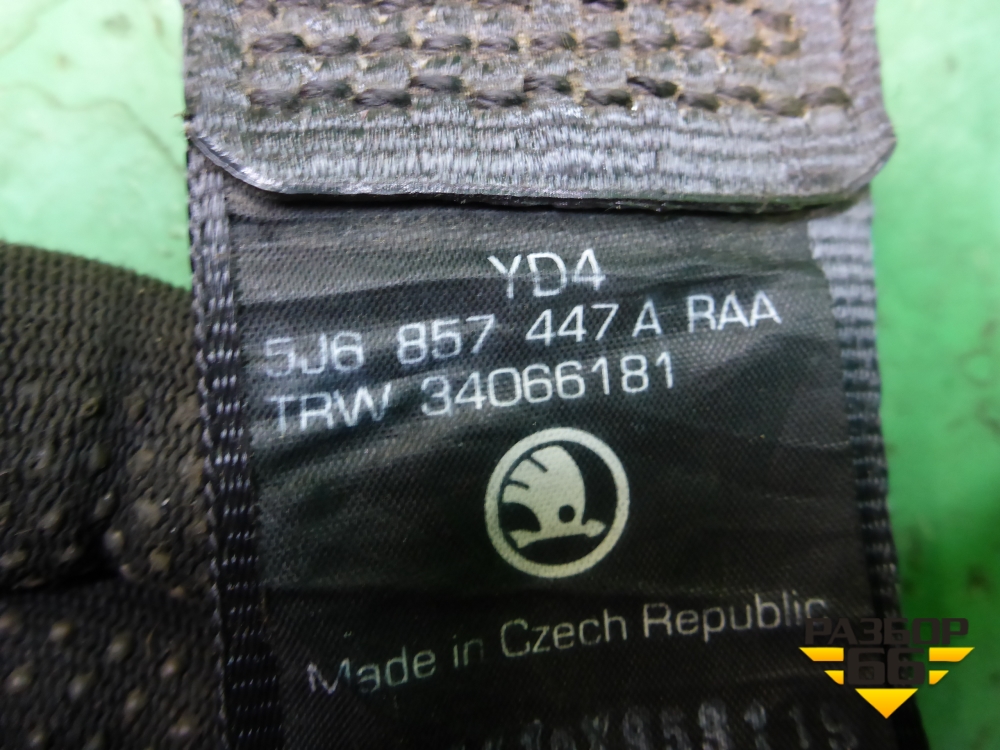 YD4
5J6 857 447 A RAA
TRW 34066181
Made in Czech Republic
РАЗБОР
66